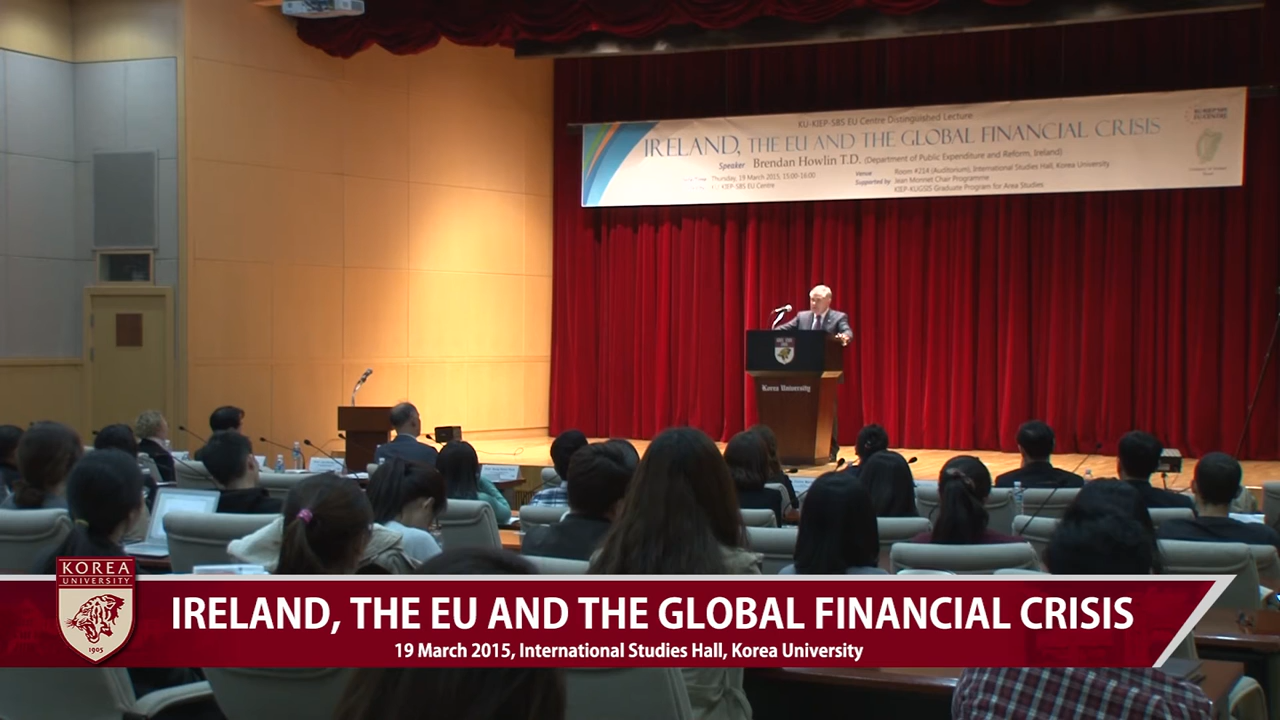 KU-KIEP-SBS EU Centre Distinguished Lecture
IRELAND, THE EU AND THE GLOBAL FINANCIAL CRISIS
Speaker Brendan Howlin T.D. (Department of Public Expenditure and Reform, Ireland)
Thursday, 19 March 2015, 15:00-16:00
KU-KIEP-SBS EU Centre
Venue Room #214 (Auditorium), International Studies Hall, Korea University
Supported by Jean Monnet Chair Programme
KIEP-KUGSIS Graduate Program for Area Studies
Korea University
KOREA
UNIVERSITY
1905
IRELAND, THE EU AND THE GLOBAL FINANCIAL CRISIS
19 March 2015, International Studies Hall, Korea University